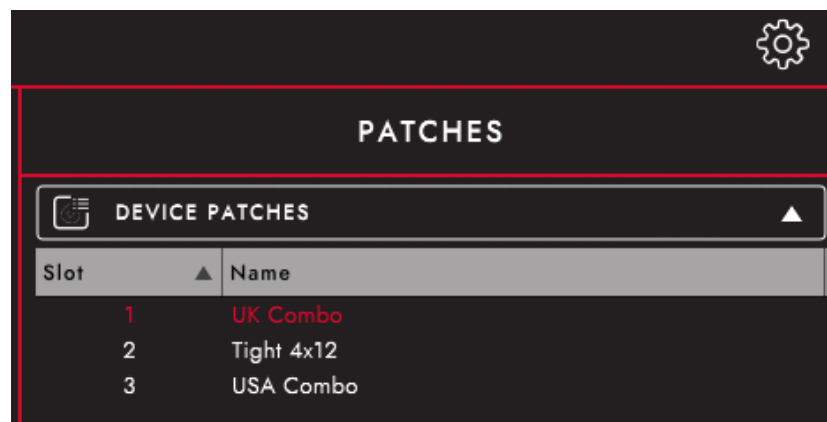 PATCHES
DEVICE PATCHES
Slot Name
1 UK Combo
2 Tight 4x12
3 USA Combo